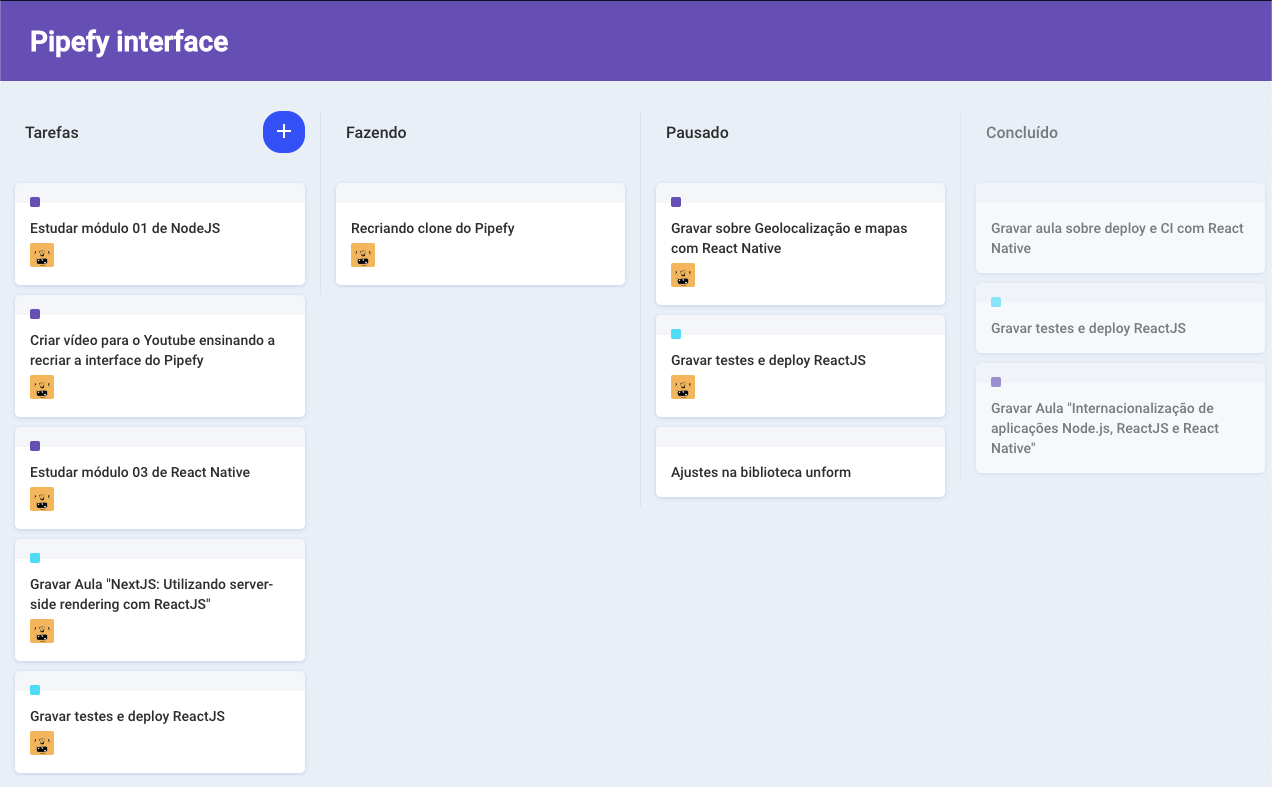 Pipefy interface
Tarefas
Estudar módulo 01 de NodeJS
Criar vídeo para o Youtube ensinando a
recriar a interface do Pipefy
Estudar módulo 03 de React Native
Gravar Aula "NextJS: Utilizando server-
side rendering com ReactJS"
Gravar testes e deploy ReactJS
Fazendo
Recriando clone do Pipefy
Pausado
Gravar sobre Geolocalização e mapas
com React Native
Gravar testes e deploy ReactJS
Ajustes na biblioteca unform
Concluído
Gravar aula sobre deploy e CI com React
Native
Gravar testes e deploy ReactJS
Gravar Aula "Internacionalização de
aplicações Node.js, ReactJS e React
Native"